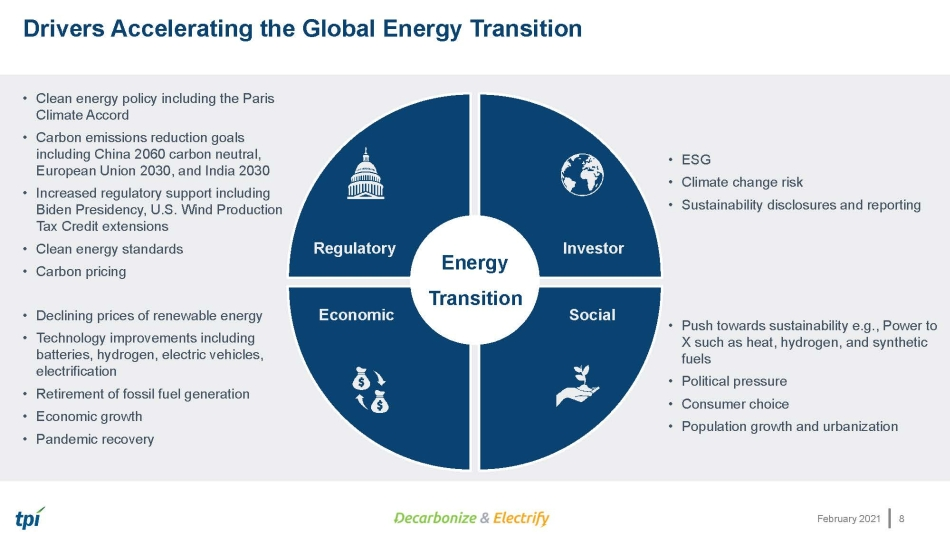 Drivers Accelerating the Global Energy Transition
• Clean energy policy including the Paris
Climate Accord
• Carbon emissions reduction goals
including China 2060 carbon neutral,
European Union 2030, and India 2030
• Increased regulatory support including
Biden Presidency, U.S. Wind Production
Tax Credit extensions
• Clean energy standards
• Carbon pricing
Regulatory
Investor
• ESG
• Climate change risk
• Sustainability disclosures and reporting
Energy
Transition
• Declining prices of renewable energy
• Technology improvements including
batteries, hydrogen, electric vehicles,
electrification
• Retirement of fossil fuel generation
• Economic growth
• Pandemic recovery
Economic
$
$
Social
• Push towards sustainability e.g., Power to
X such as heat, hydrogen, and synthetic
fuels
• Political pressure
• Consumer choice
• Population growth and urbanization
tpi
Decarbonize & Electrify
February 2021 | 8